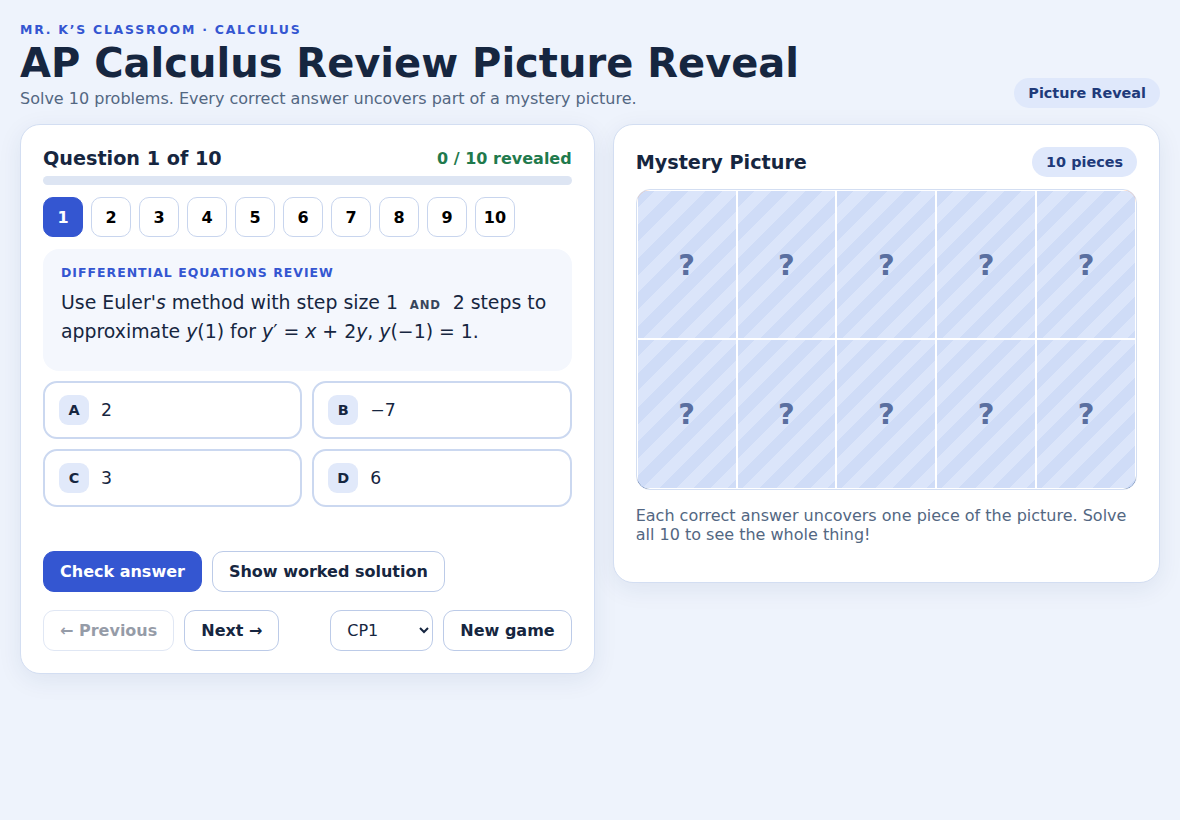 MR. K’S CLASSROOM · CALCULUS
AP Calculus Review Picture Reveal
Solve 10 problems. Every correct answer uncovers part of a mystery picture.
Picture Reveal
Question 1 of 10
0 / 10 revealed
1 2 3 4 5 6 7 8 9 10
DIFFERENTIAL EQUATIONS REVIEW
Use Euler's method with step size 1 AND 2 steps to
approximate y(1) for y′ = x + 2y, y(−1) = 1.
A 2
B −7
C 3
D 6
Check answer
Show worked solution
← Previous
Next →
CP1
New game
Mystery Picture
10 pieces
? ? ? ? ?
? ? ? ? ?
Each correct answer uncovers one piece of the picture. Solve
all 10 to see the whole thing!